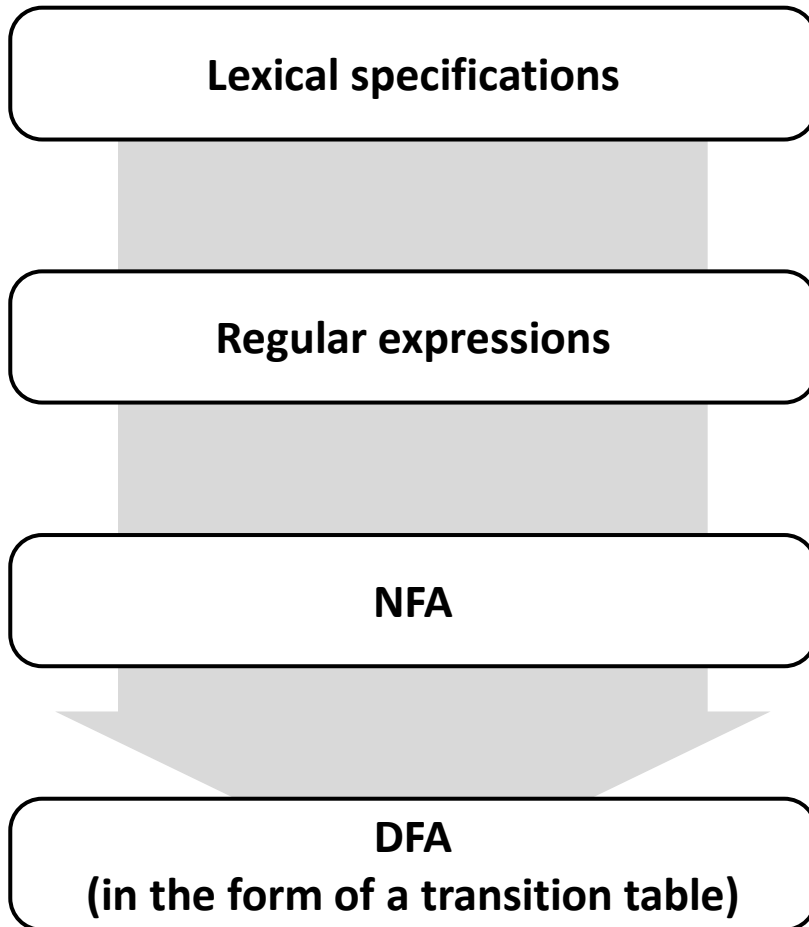 Lexical specifications
Regular expressions
NFA
DFA
(in the form of a transition table)